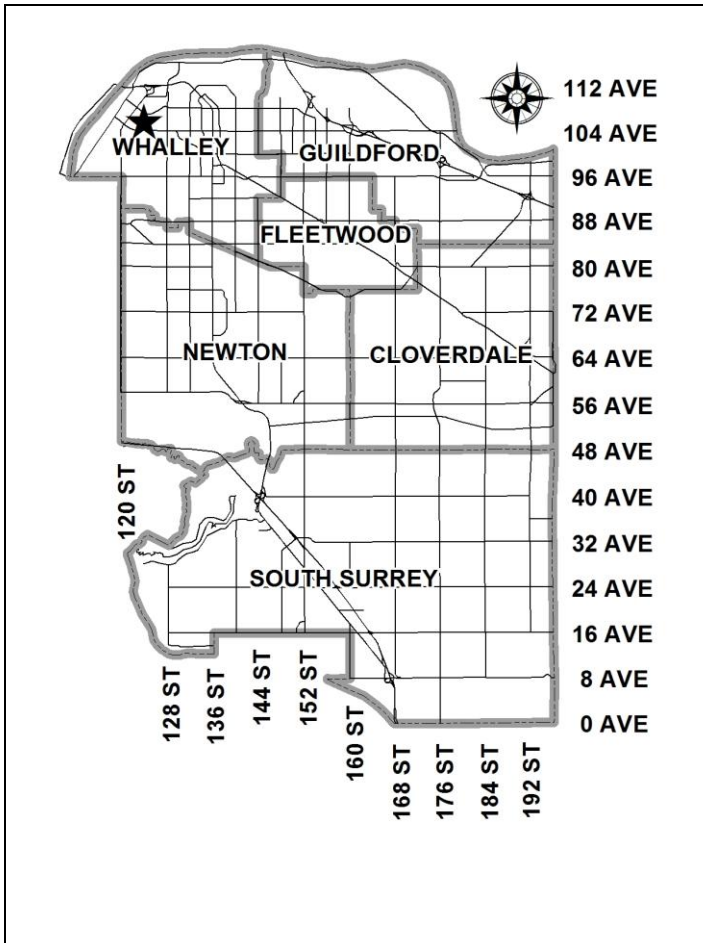 112 AVE
104 AVE
WHALLEY
GUILDFORD
96 AVE
88 AVE
FLEETWOOD
80 AVE
72 AVE
NEWTON
CLOVERDALE
64 AVE
56 AVE
48 AVE
120 ST
40 AVE
32 AVE
SOUTH SURREY
24 AVE
16 AVE
8 AVE
0 AVE
128 ST
136 ST
144 ST
152 ST
160 ST
168 ST
176 ST
184 ST
192 ST